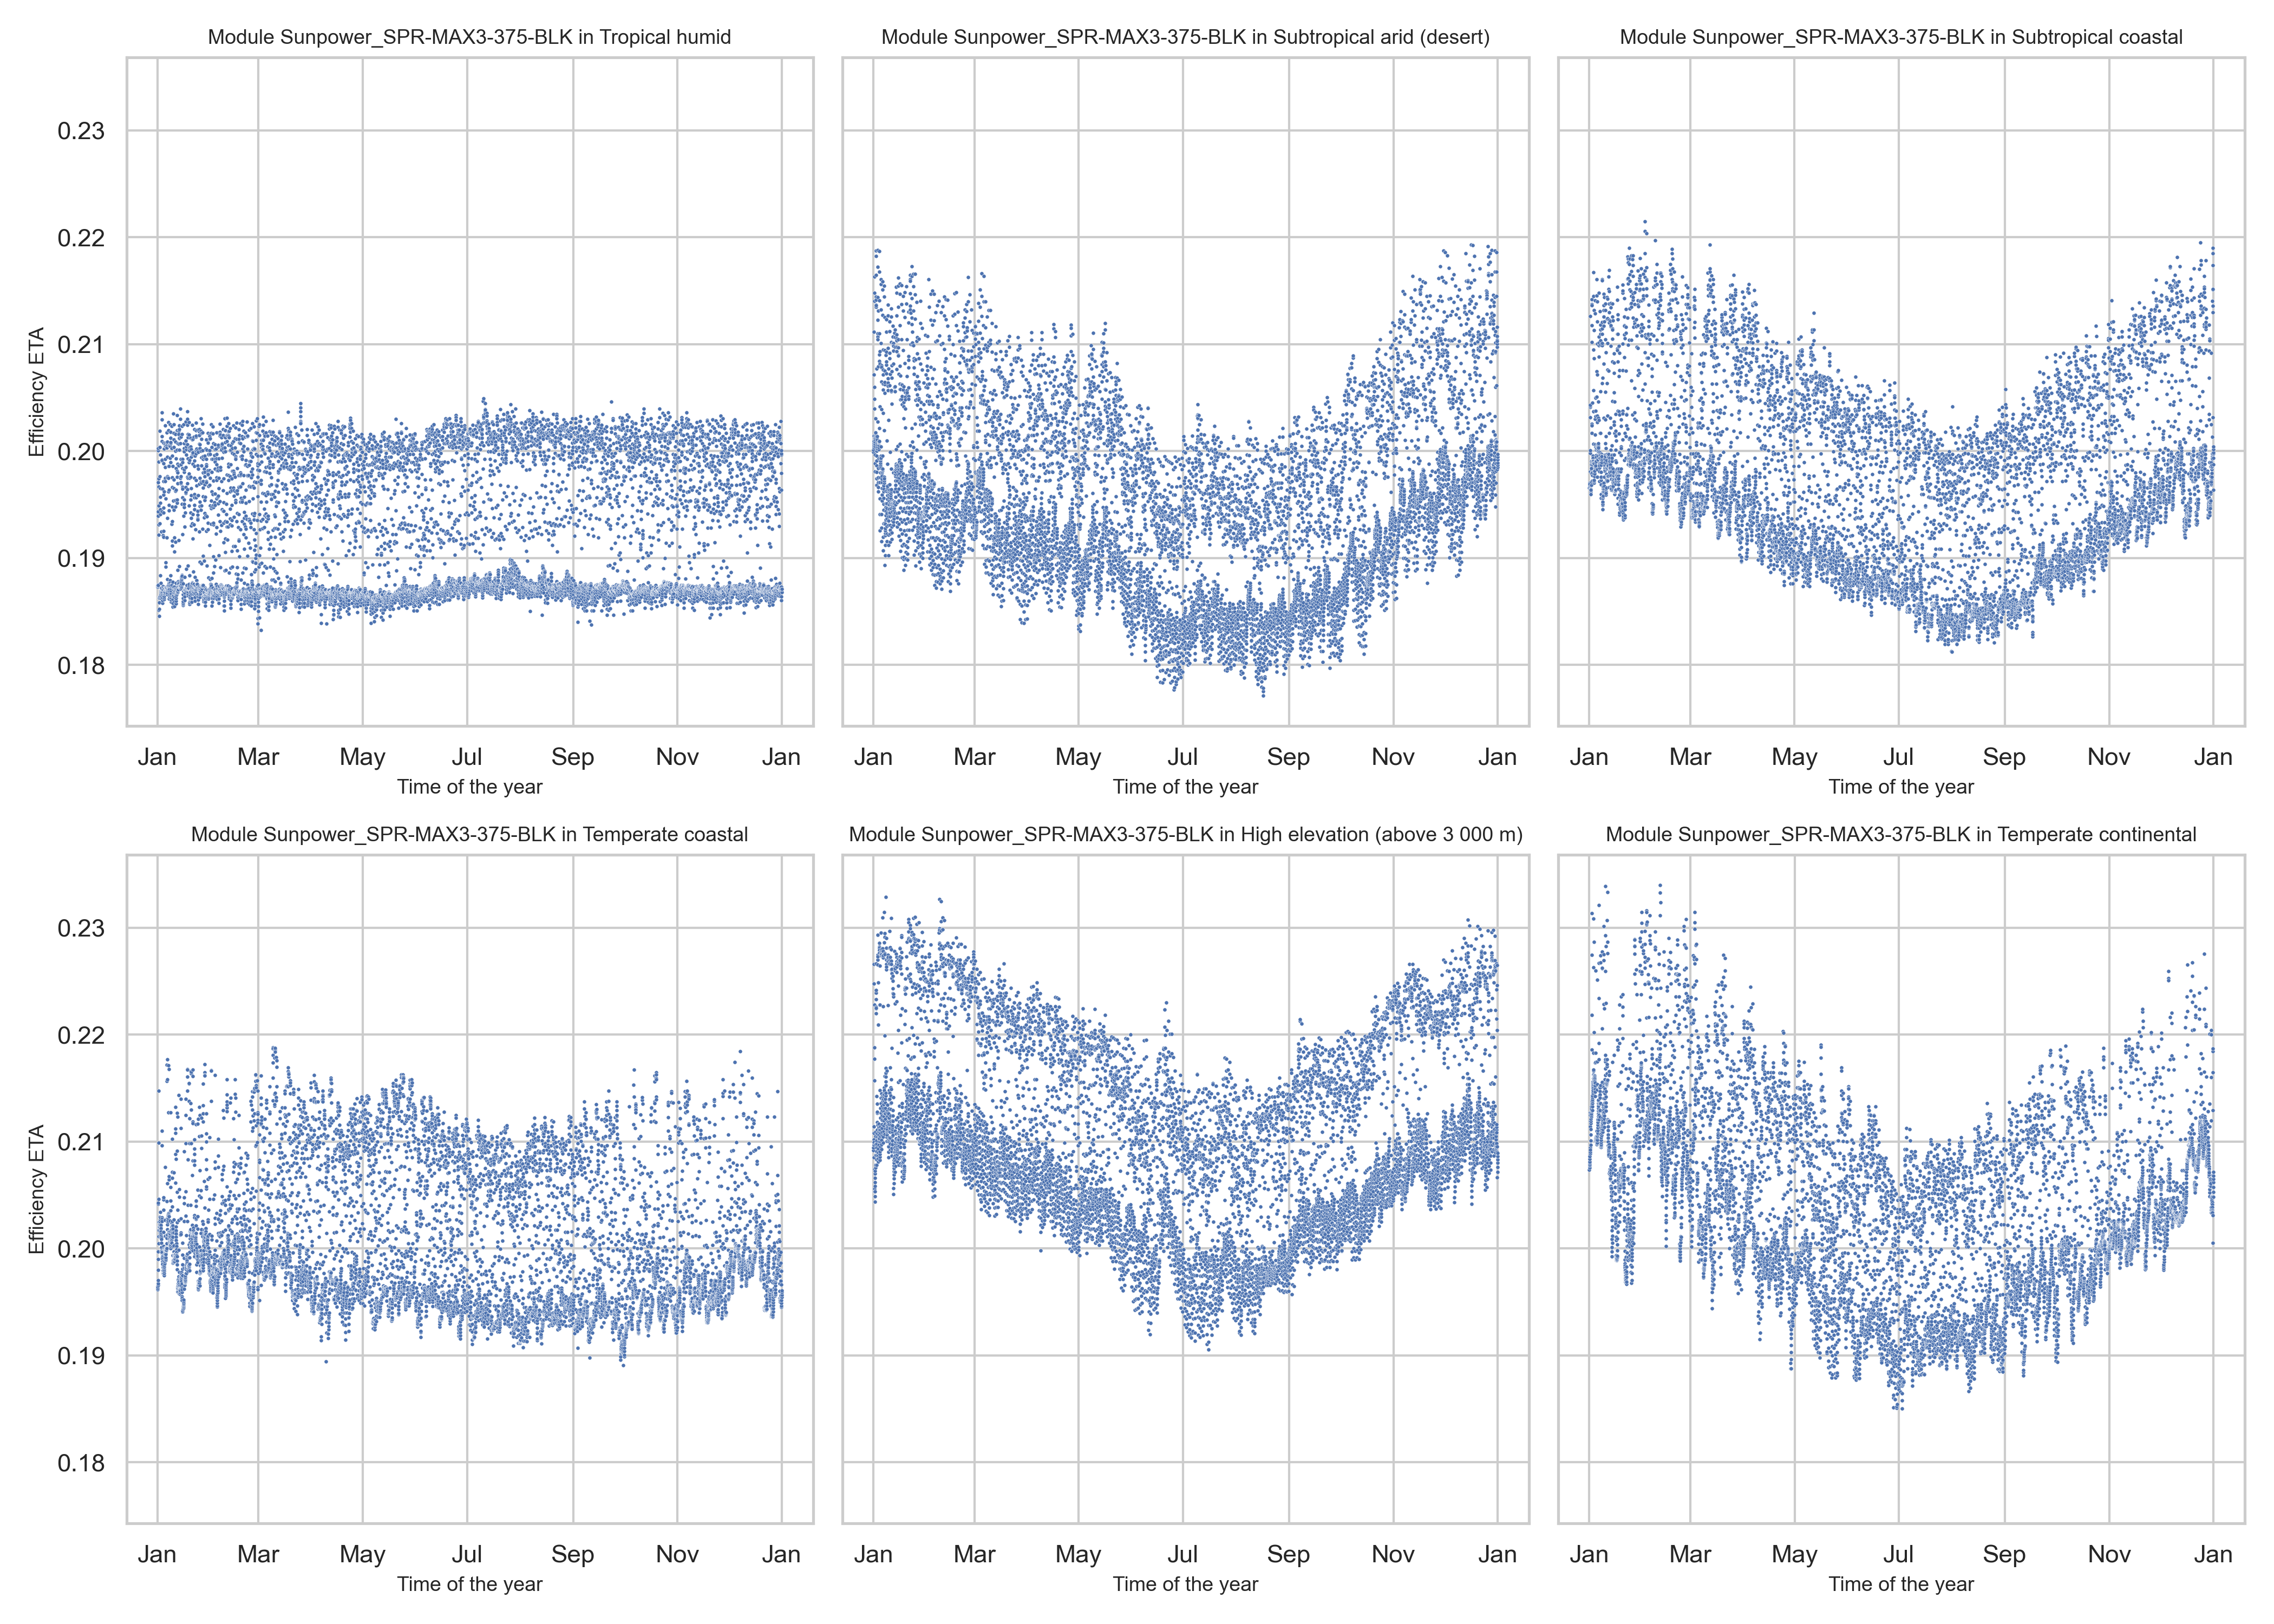 Module Sunpower_SPR-MAX3-375-BLK in Tropical humid
Module Sunpower_SPR-MAX3-375-BLK in Subtropical arid (desert)
Module Sunpower_SPR-MAX3-375-BLK in Subtropical coastal
Efficiency ETA
0.23
0.22
0.21
0.20
0.19
0.18
Jan Mar May Jul Sep Nov Jan
Jan Mar May Jul Sep Nov Jan
Jan Mar May Jul Sep Nov Jan
Time of the year
Time of the year
Time of the year
Module Sunpower_SPR-MAX3-375-BLK in Temperate coastal
Module Sunpower_SPR-MAX3-375-BLK in High elevation (above 3 000 m)
Module Sunpower_SPR-MAX3-375-BLK in Temperate continental
Efficiency ETA
0.23
0.22
0.21
0.20
0.19
0.18
Jan Mar May Jul Sep Nov Jan
Jan Mar May Jul Sep Nov Jan
Jan Mar May Jul Sep Nov Jan
Time of the year
Time of the year
Time of the year